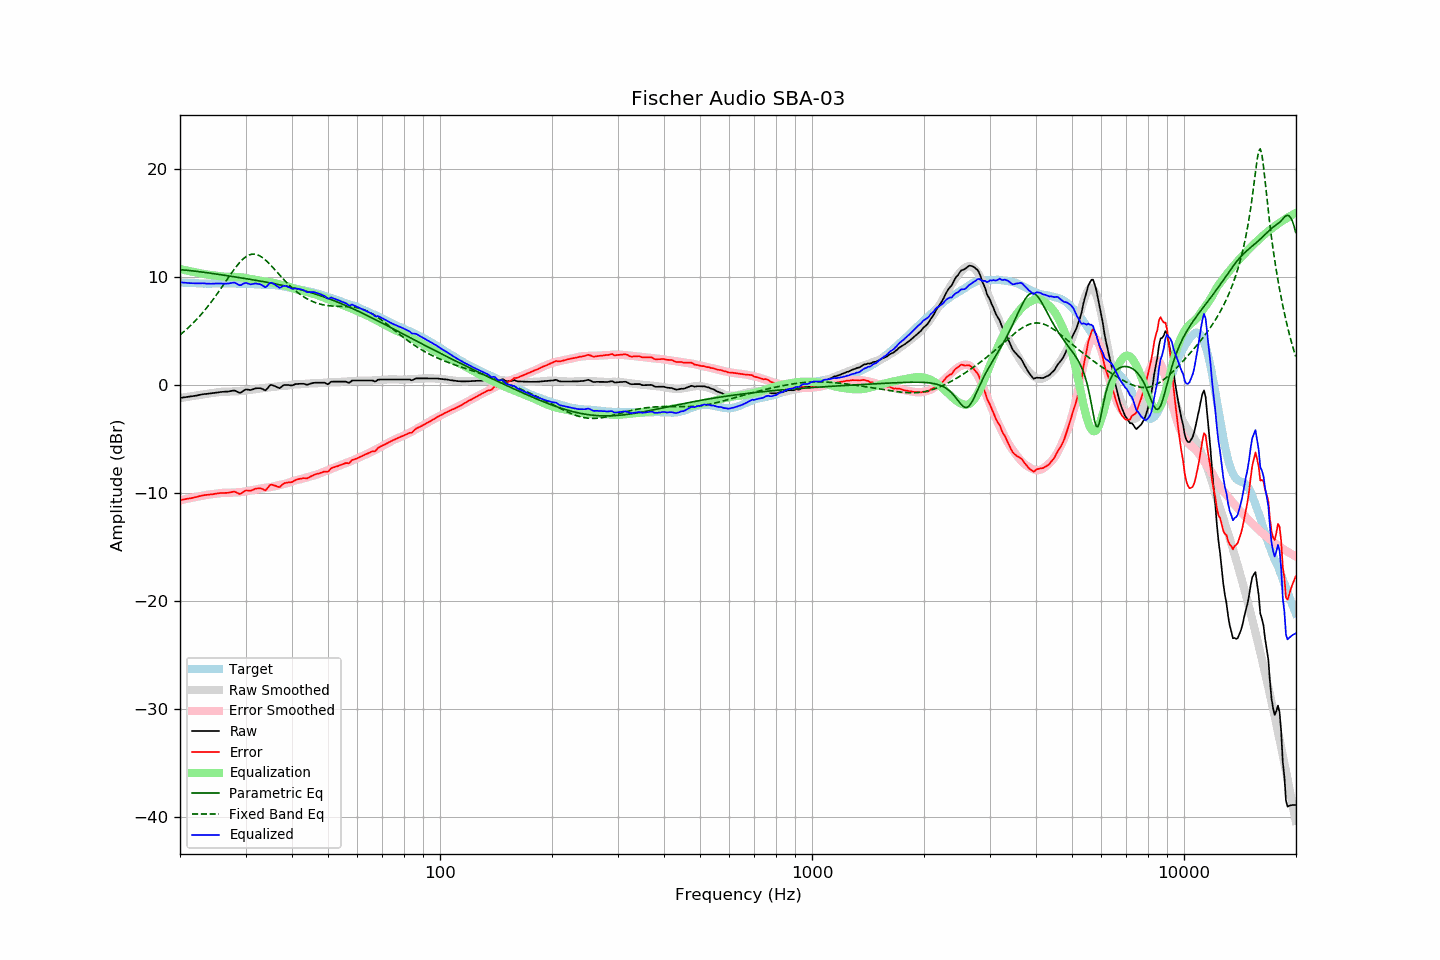 Fischer Audio SBA-03
Amplitude (dBr)
20
10
0
−10
−20
−30
−40
Target
Raw Smoothed
Error Smoothed
Raw
Error
Equalization
Parametric Eq
Fixed Band Eq
Equalized
100
1000
10000
Frequency (Hz)